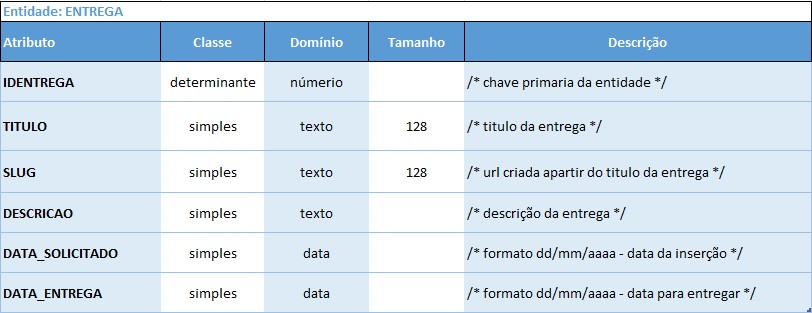 Entidade: ENTREGA
Atributo Classe Domínio Tamanho Descrição
IDENTREGA determinante númerio /* chave primaria da entidade */
TITULO simples texto 128 /* titulo da entrega */
SLUG simples texto 128 /* url criada apartir do titulo da entrega */
DESCRICAO simples texto /* descrição da entrega */
DATA_SOLICITADO simples data /* formato dd/mm/aaaa - data da inserção */
DATA_ENTREGA simples data /* formato dd/mm/aaaa - data para entregar */